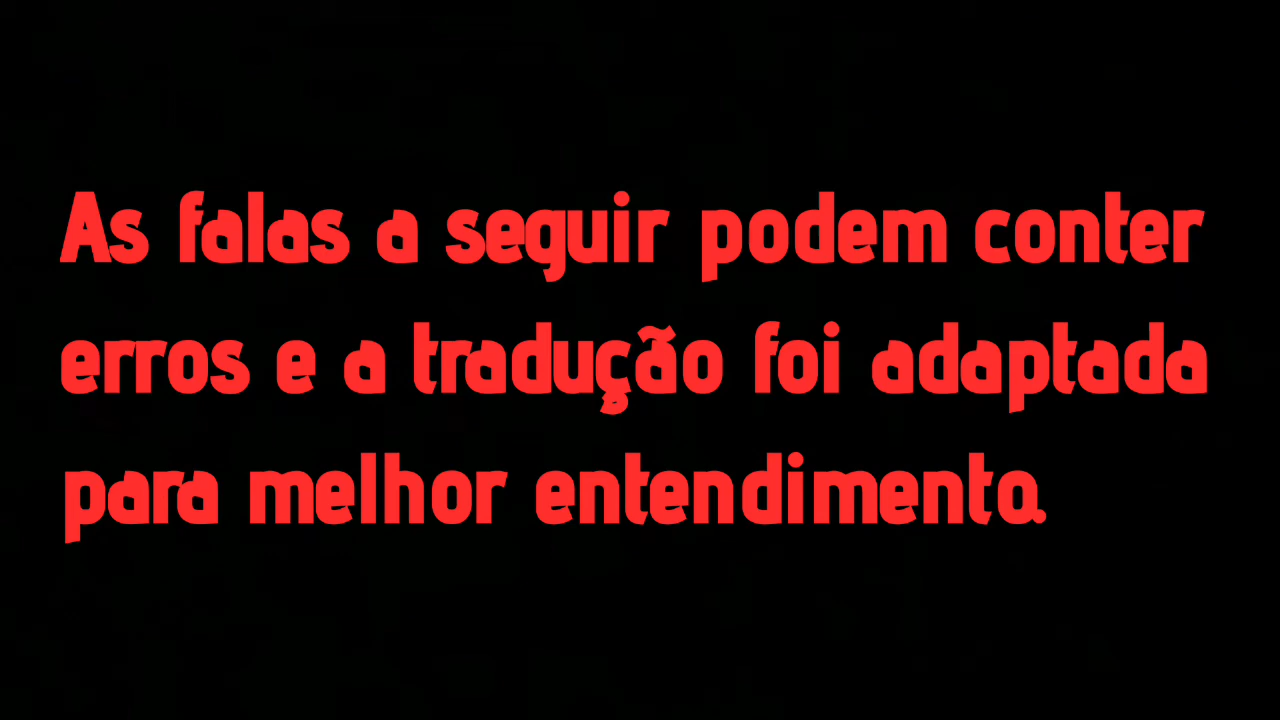 As falas a seguir podem conter
erros e a tradução foi adaptada
para melhor entendimento.